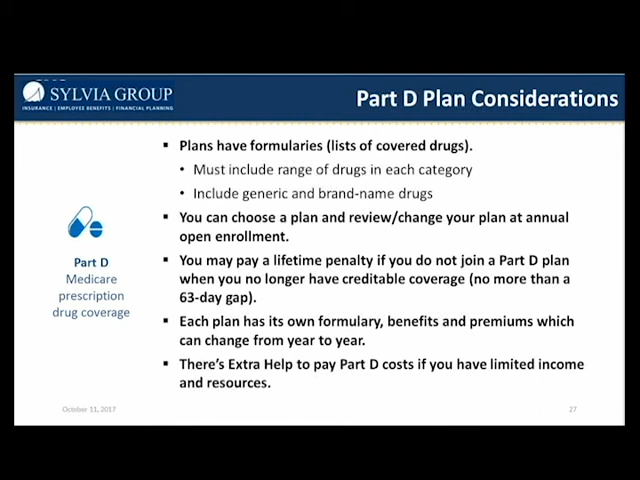 SYLVIA GROUP
INSURANCE | EMPLOYEE BENEFITS | FINANCIAL PLANNING
Part D Plan Considerations
▪ Plans have formularies (lists of covered drugs).
• Must include range of drugs in each category
• Include generic and brand-name drugs
▪ You can choose a plan and review/change your plan at annual
open enrollment.
▪ You may pay a lifetime penalty if you do not join a Part D plan
when you no longer have creditable coverage (no more than a
63-day gap).
▪ Each plan has its own formulary, benefits and premiums which
can change from year to year.
▪ There's Extra Help to pay Part D costs if you have limited income
and resources.
Part D
Medicare
prescription
drug coverage
October 11, 2017
27